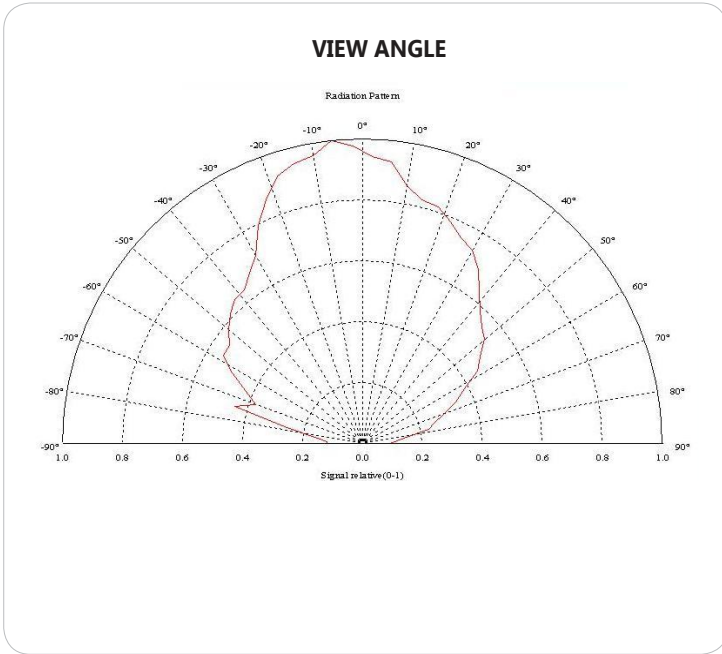 VIEW ANGLE
Radiation Pattern
0°
-10° 10°
-20° 20°
-30° 30°
-40° 40°
-50° 50°
-60° 60°
-70° 70°
-80° 80°
-90° 90°
1.0 0.8 0.6 0.4 0.2 0.0 0.2 0.4 0.6 0.8 1.0
Signal relative(0-1)